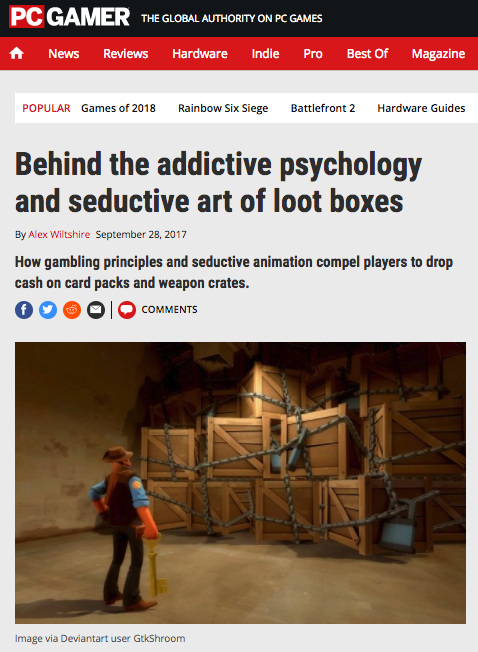 PC GAMER THE GLOBAL AUTHORITY ON PC GAMES
News Reviews Hardware Indie Pro Best Of Magazine
POPULAR Games of 2018 Rainbow Six Siege Battlefront 2 Hardware Guides
Behind the addictive psychology
and seductive art of loot boxes
By Alex Wiltshire September 28, 2017
How gambling principles and seductive animation compel players to drop
cash on card packs and weapon crates.
COMMENTS
Image via Deviantart user GtkShroom